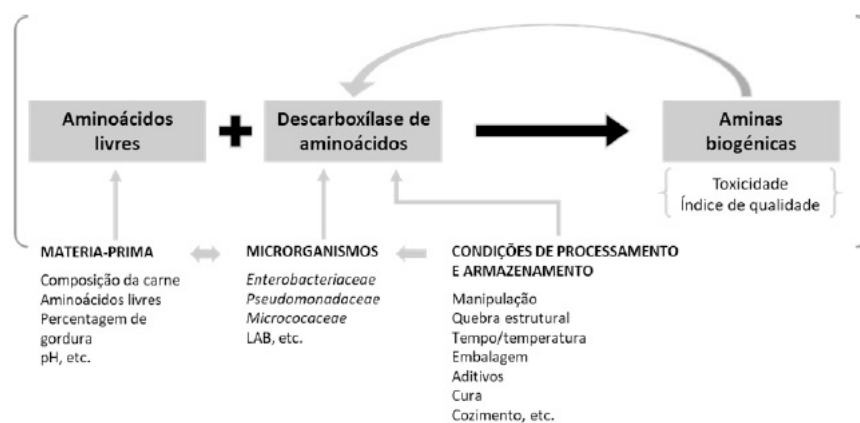 Aminoácidos
livres
Descarboxílase de
aminoácidos
Aminas
biogénicas
Toxicidade
Índice de qualidade
MATERIA-PRIMA
Composição da carne
Aminoácidos livres
Percentagem de
gordura
pH, etc.
MICRORGANISMOS
Enterobacteriaceae
Pseudomonadaceae
Micrococaceae
LAB, etc.
CONDIÇÕES DE PROCESSAMENTO
E ARMAZENAMENTO
Manipulação
Quebra estrutural
Tempo/temperatura
Embalagem
Aditivos
Cura
Cozimento, etc.